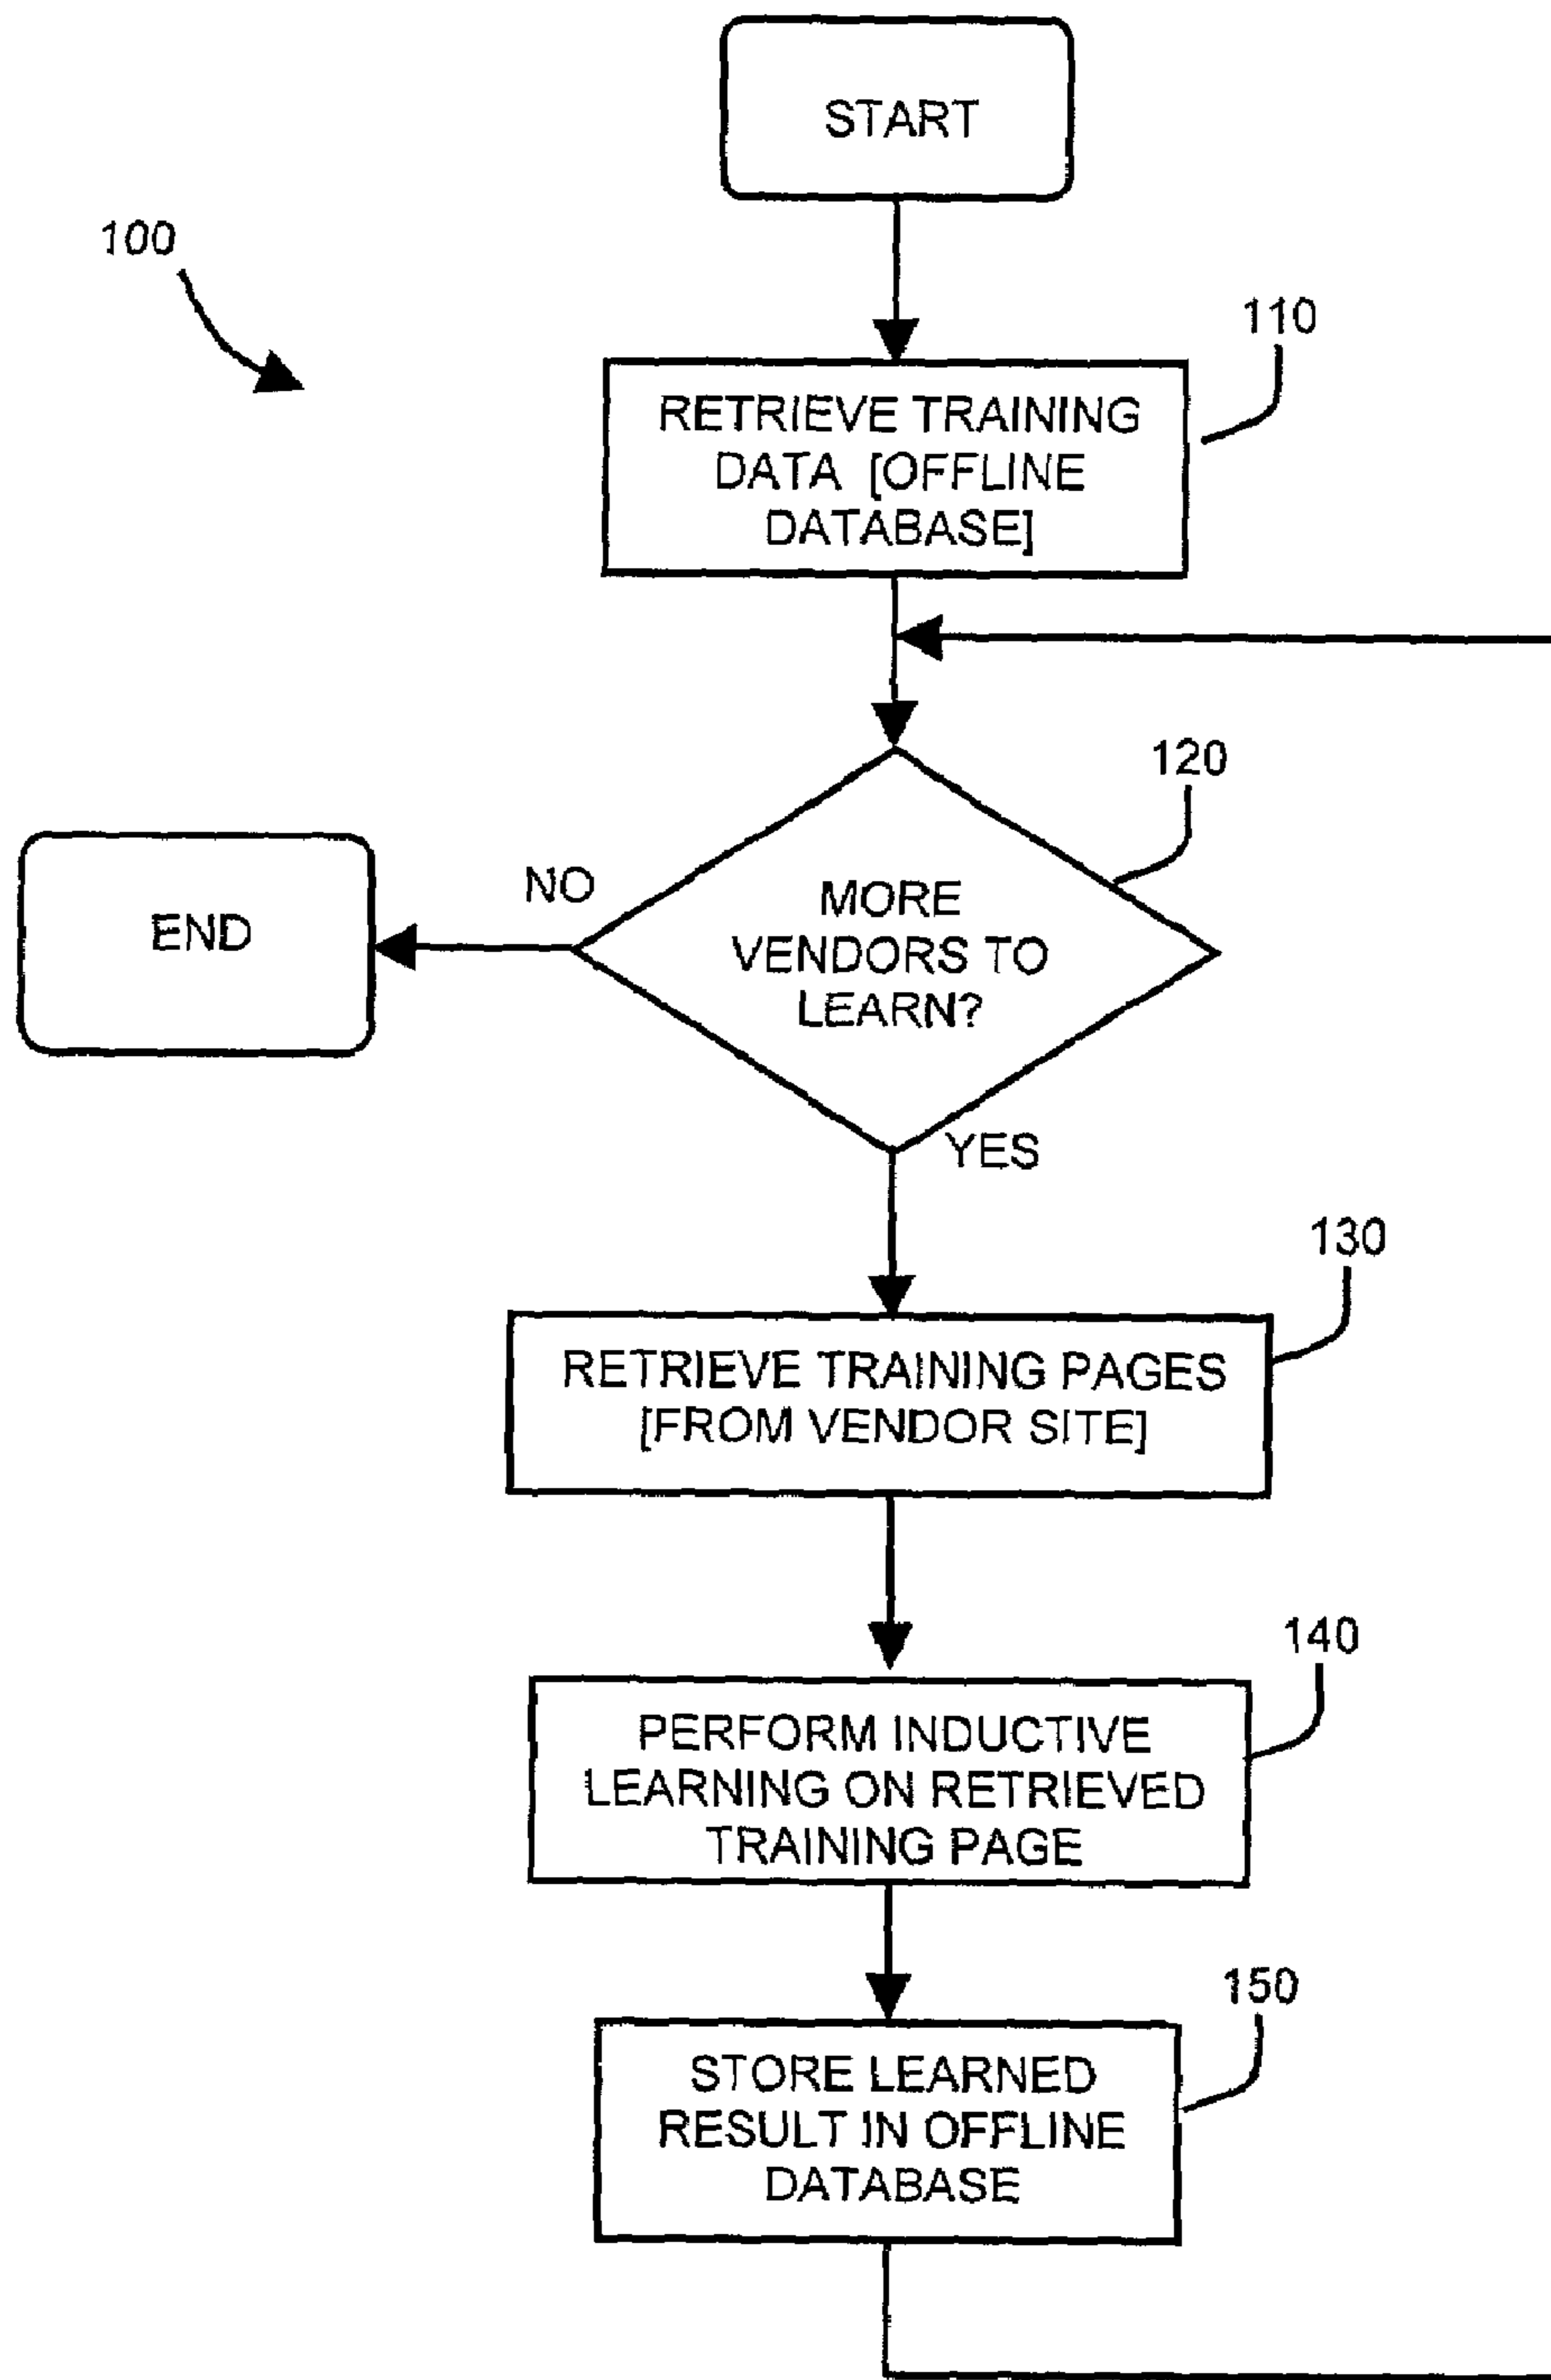 START
100
110
RETRIEVE TRAINING
DATA [OFFLINE
DATABASE]
120
NO
MORE
VENDORS TO
LEARN?
END
YES
130
RETRIEVE TRAINING PAGES
[FROM VENDOR SITE]
140
PERFORM INDUCTIVE
LEARNING ON RETRIEVED
TRAINING PAGE
150
STORE LEARNED
RESULT IN OFFLINE
DATABASE